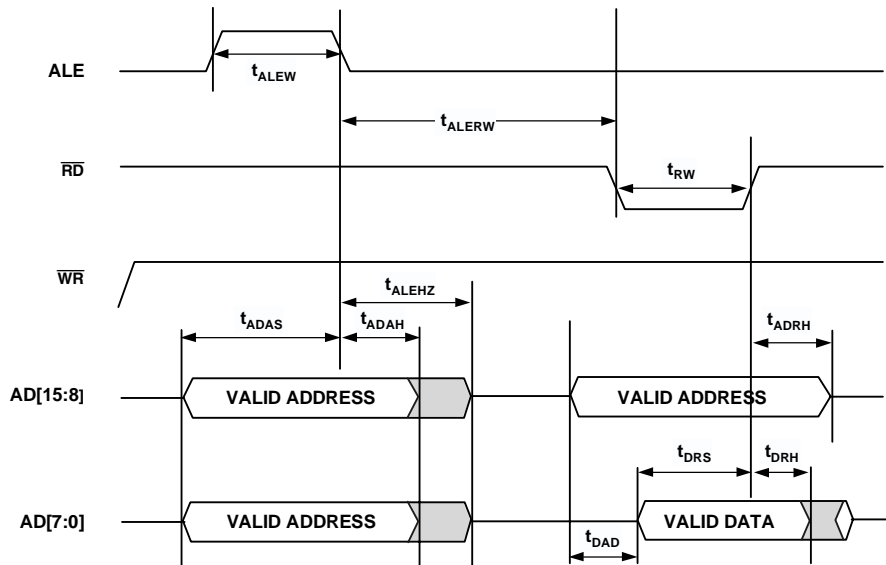 ALE
tALEW
tALERW
RD
tRW
WR
tALEHZ
tADAS
tADAH
tADRH
AD[15:8]
VALID ADDRESS
VALID ADDRESS
tDRS
tDRH
AD[7:0]
VALID ADDRESS
VALID DATA
tDAD